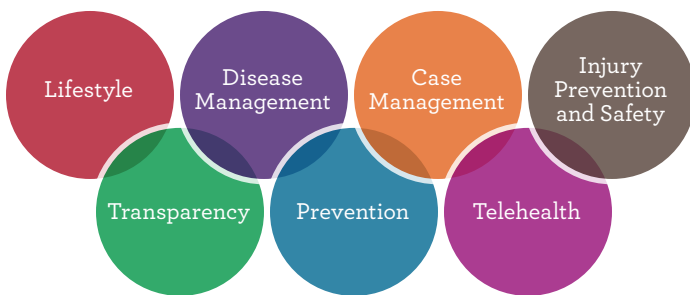 Lifestyle
Disease
Management
Case
Management
Injury
Prevention
and Safety
Transparency
Prevention
Telehealth